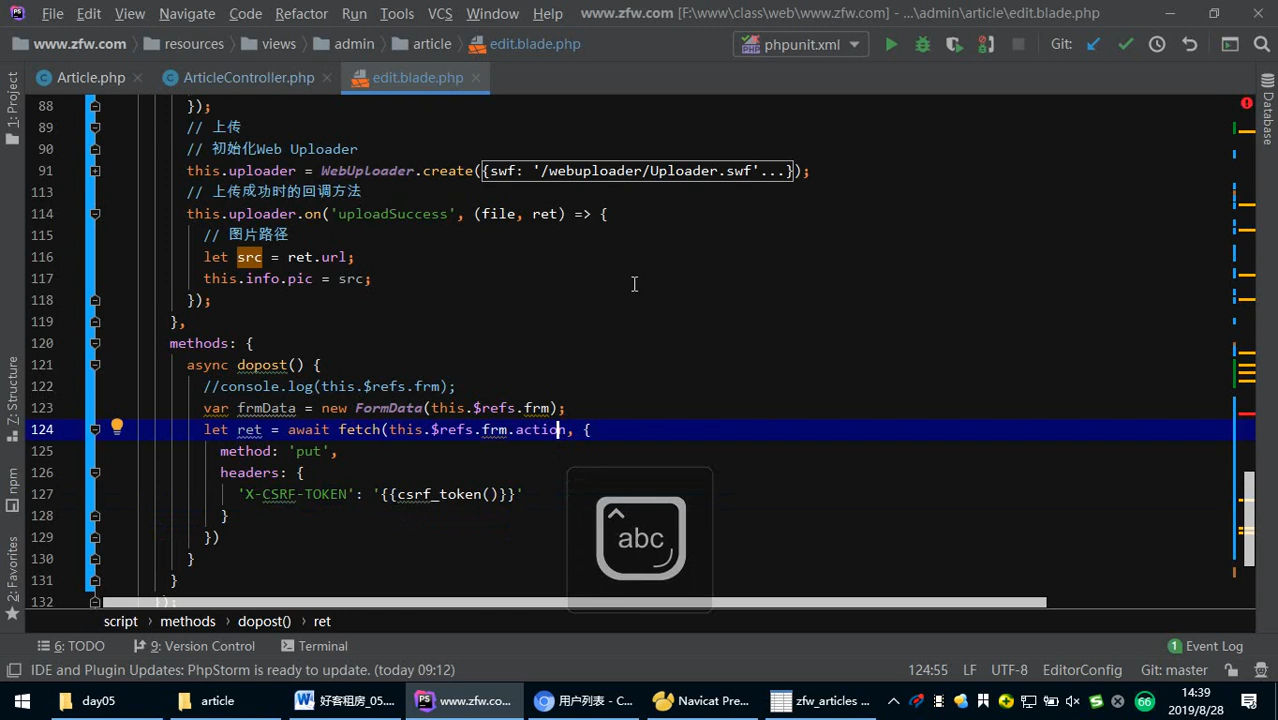 File Edit View Navigate Code Refactor Run Tools VCS Window Help www.zfw.com [F:\www\class\web\www.zfw.com] - ...\admin\article\edit.blade.php
www.zfw.com resources views admin article edit.blade.php phpunit.xml Git:
Article.php ArticleController.php edit.blade.php
1: Project
7: Structure
npm
2: Favorites
Database
88 });
89 // 上传
90 // 初始化Web Uploader
91 this.uploader = WebUploader.create({swf: '/webuploader/Uploader.swf'...});
113 // 上传成功时的回调方法
114 this.uploader.on('uploadSuccess', (file, ret) => {
115 // 图片路径
116 let src = ret.url;
117 this.info.pic = src;
118 });
119 },
120 methods: {
121 async dopost() {
122 //console.log(this.$refs.frm);
123 var frmData = new FormData(this.$refs.frm);
124 let ret = await fetch(this.$refs.frm.action, {
125 method: 'put',
126 headers: {
127 'X-CSRF-TOKEN': '{{csrf_token()}}'
128 }
129 })
130 }
131 }
132 });
abc
script methods dopost() ret
6: TODO 9: Version Control Terminal 1 Event Log
IDE and Plugin Updates: PhpStorm is ready to update. (today 09:12) 124:55 LF UTF-8 EditorConfig Git: master
day05 article 好客租房_05.... www.zfw.co... 用户列表 - C... Navicat Pre... zfw_articles ... 66 14:39
2019/8/28